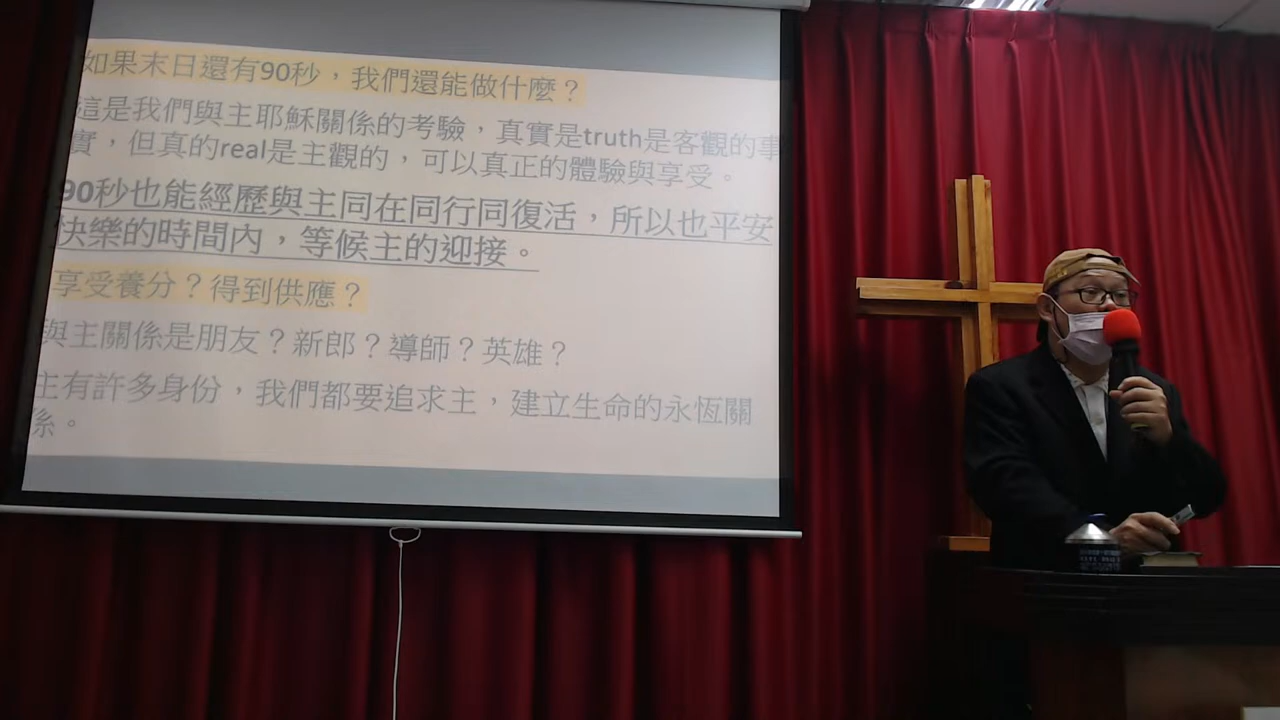 如果末日還有90秒，我們還能做什麼？
這是我們與主耶穌關係的考驗，真實是truth是客觀的事
實，但真的real是主觀的，可以真正的體驗與享受。
90秒也能經歷與主同在同行同復活，所以也平安
快樂的時間內，等候主的迎接。
享受養分？得到供應？
與主關係是朋友？新郎？導師？英雄？
主有許多身份，我們都要追求主，建立生命的永恆關
係。